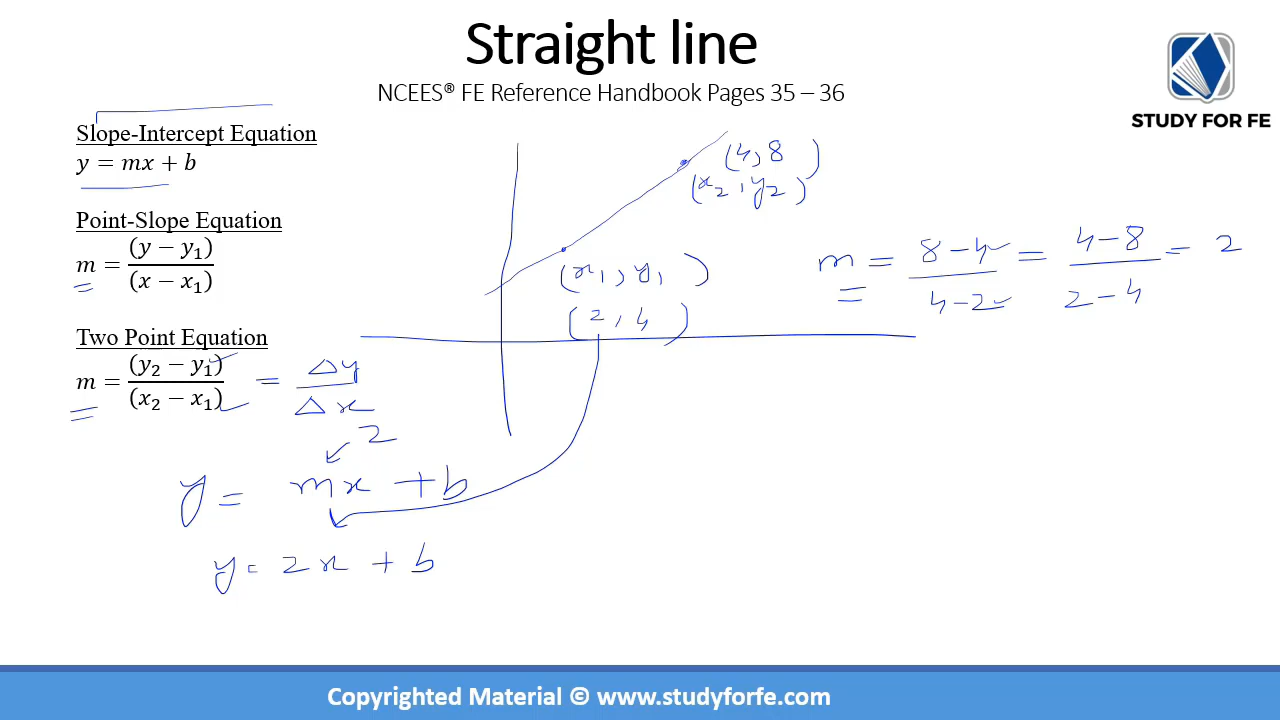 Straight line
NCEES® FE Reference Handbook Pages 35 – 36
STUDY FOR FE
Slope-Intercept Equation
y = mx + b
Point-Slope Equation
m = (y − y₁) / (x − x₁)
Two Point Equation
m = (y₂ − y₁) / (x₂ − x₁) = Δy / Δx
2
y = mx + b
y = 2x + b
(4, 8)
(x₂, y₂)
(x₁, y₁)
(2, 4)
m = 8−4 / 4−2 = 4−8 / 2−4 = 2
Copyrighted Material © www.studyforfe.com